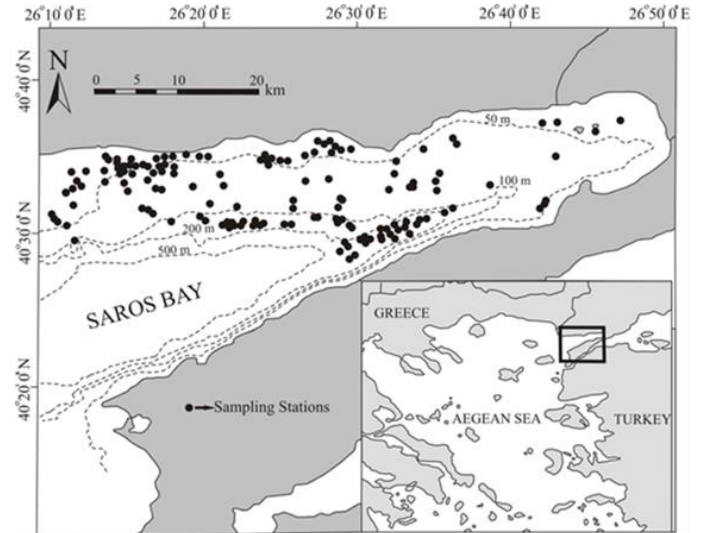 26°10'0"E 26°20'0"E 26°30'0"E 26°40'0"E 26°50'0"E
N
0 5 10 20
km
40°40'0"N
50 m
100 m
40°30'0"N
200 m
500 m
SAROS BAY
GREECE
40°20'0"N
Sampling Stations
AEGEAN SEA
TURKEY